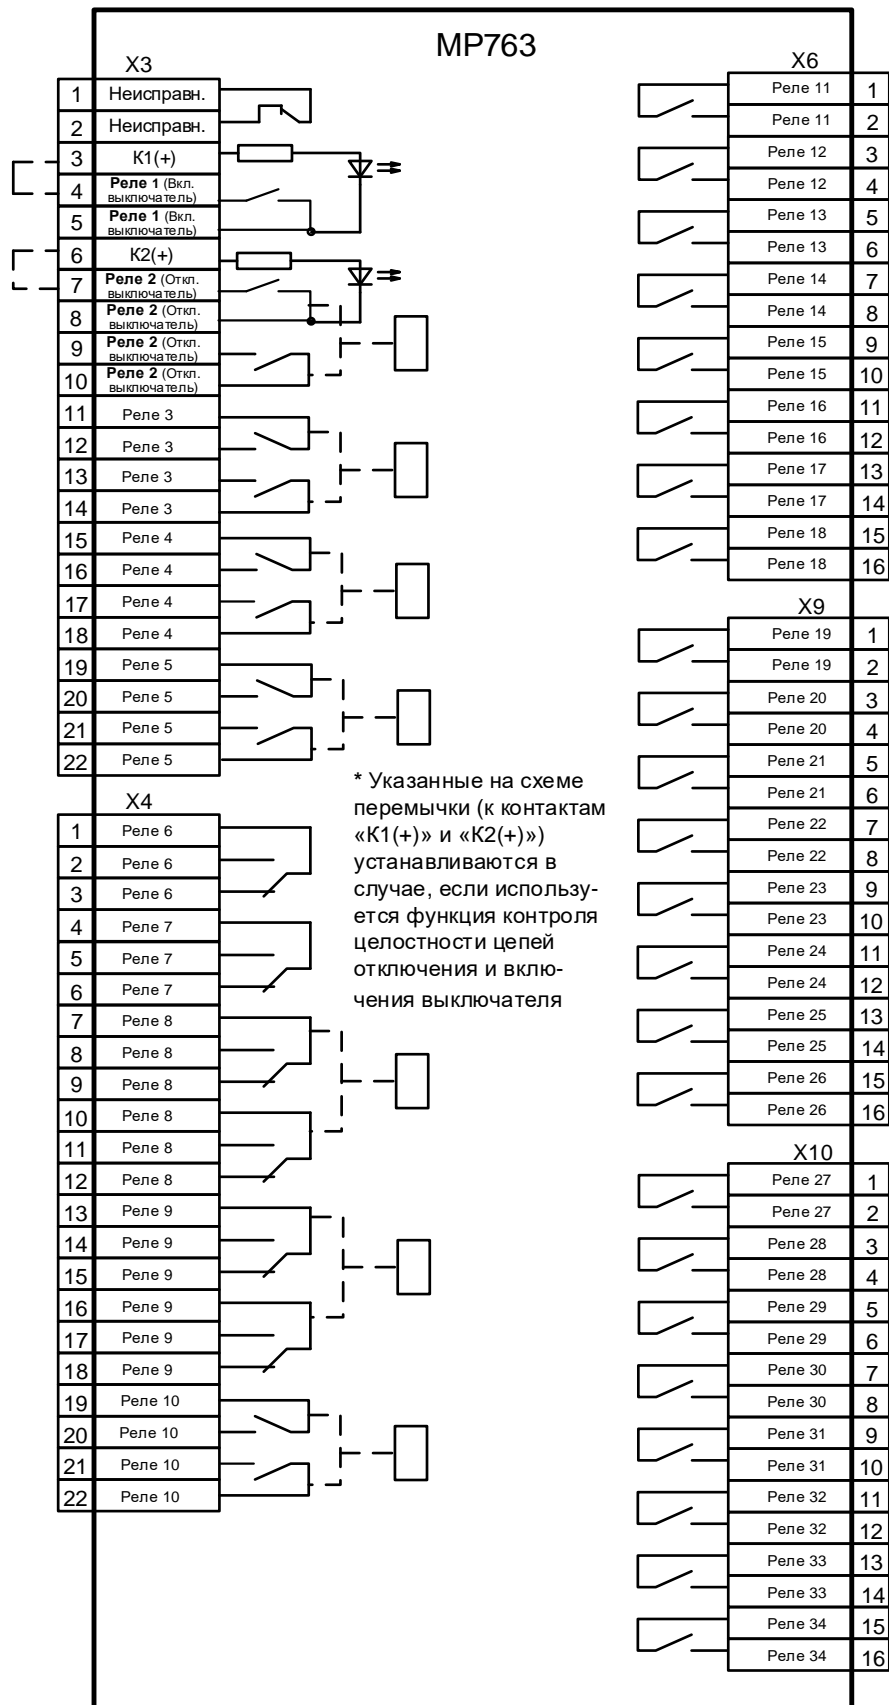 МР763
X3
1 Неисправн.
2 Неисправн.
3 К1(+)
4 Реле 1 (Вкл.
выключатель)
5 Реле 1 (Вкл.
выключатель)
6 К2(+)
7 Реле 2 (Откл.
выключатель)
8 Реле 2 (Откл.
выключатель)
9 Реле 2 (Откл.
выключатель)
10 Реле 2 (Откл.
выключатель)
11 Реле 3
12 Реле 3
13 Реле 3
14 Реле 3
15 Реле 4
16 Реле 4
17 Реле 4
18 Реле 4
19 Реле 5
20 Реле 5
21 Реле 5
22 Реле 5
X4
1 Реле 6
2 Реле 6
3 Реле 6
4 Реле 7
5 Реле 7
6 Реле 7
7 Реле 8
8 Реле 8
9 Реле 8
10 Реле 8
11 Реле 8
12 Реле 8
13 Реле 9
14 Реле 9
15 Реле 9
16 Реле 9
17 Реле 9
18 Реле 9
19 Реле 10
20 Реле 10
21 Реле 10
22 Реле 10
* Указанные на схеме
перемычки (к контактам
«К1(+)» и «К2(+)»)
устанавливаются в
случае, если использу-
ется функция контроля
целостности цепей
отключения и вклю-
чения выключателя
X6
Реле 11 1
Реле 11 2
Реле 12 3
Реле 12 4
Реле 13 5
Реле 13 6
Реле 14 7
Реле 14 8
Реле 15 9
Реле 15 10
Реле 16 11
Реле 16 12
Реле 17 13
Реле 17 14
Реле 18 15
Реле 18 16
X9
Реле 19 1
Реле 19 2
Реле 20 3
Реле 20 4
Реле 21 5
Реле 21 6
Реле 22 7
Реле 22 8
Реле 23 9
Реле 23 10
Реле 24 11
Реле 24 12
Реле 25 13
Реле 25 14
Реле 26 15
Реле 26 16
X10
Реле 27 1
Реле 27 2
Реле 28 3
Реле 28 4
Реле 29 5
Реле 29 6
Реле 30 7
Реле 30 8
Реле 31 9
Реле 31 10
Реле 32 11
Реле 32 12
Реле 33 13
Реле 33 14
Реле 34 15
Реле 34 16